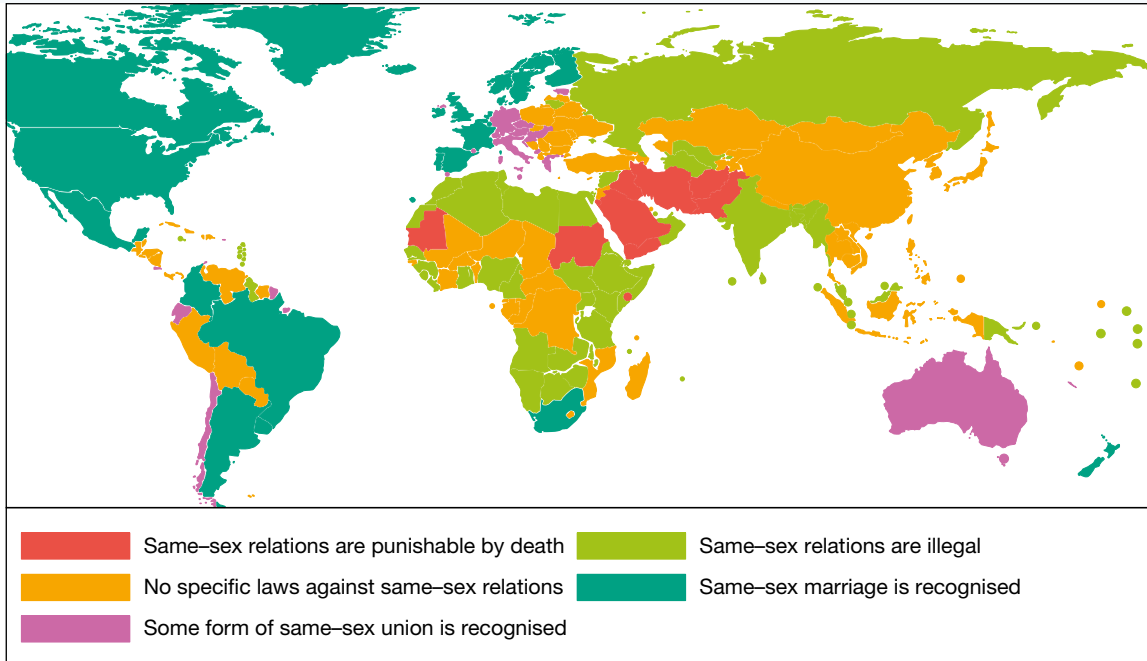 Same–sex relations are punishable by death
Same–sex relations are illegal
No specific laws against same–sex relations
Same–sex marriage is recognised
Some form of same–sex union is recognised